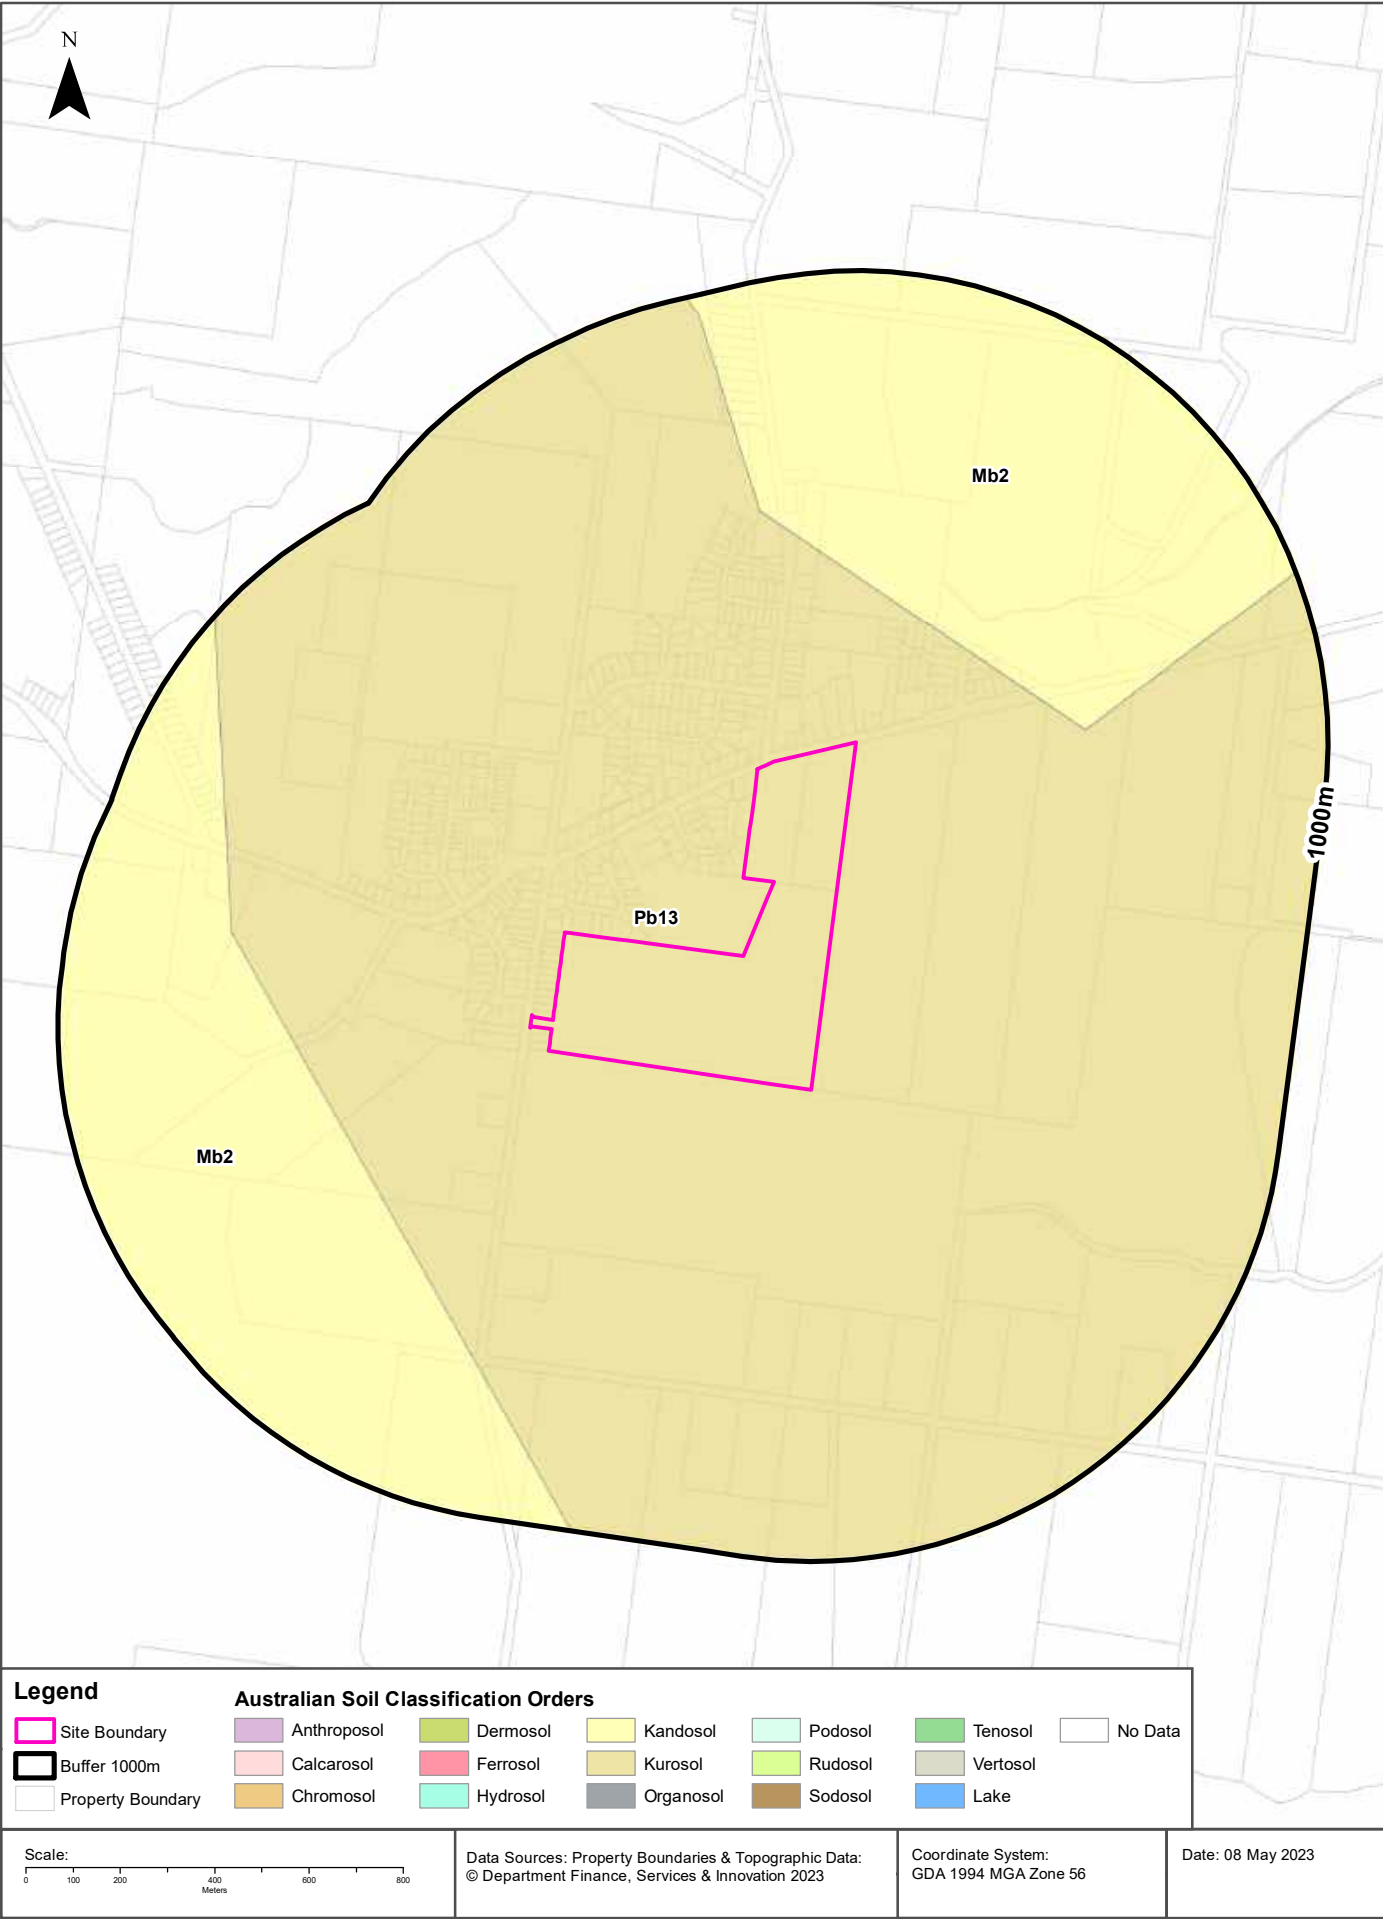 N
Mb2
1000m
Pb13
Mb2
Legend
Site Boundary
Buffer 1000m
Property Boundary
Australian Soil Classification Orders
Anthroposol
Calcarosol
Chromosol
Dermosol
Ferrosol
Hydrosol
Kandosol
Kurosol
Organosol
Podosol
Rudosol
Sodosol
Tenosol
Vertosol
Lake
No Data
Scale:
0 100 200 400 600 800
Meters
Data Sources: Property Boundaries & Topographic Data:
© Department Finance, Services & Innovation 2023
Coordinate System:
GDA 1994 MGA Zone 56
Date: 08 May 2023